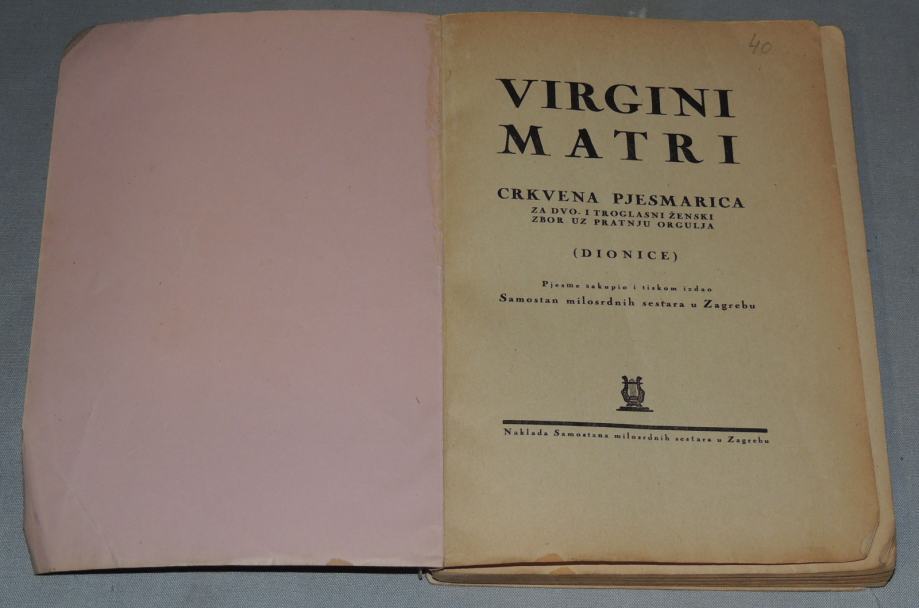 40
VIRGINI
MATRI
CRKVENA PJESMARICA
ZA DVO- I TROGLASNI ŽENSKI
ZBOR UZ PRATNJU ORGULJA
(DIONICE)
Pjesme sakupio i tiskom izdao
Samostan milosrdnih sestara u Zagrebu
Naklada Samostana milosrdnih sestara u Zagrebu